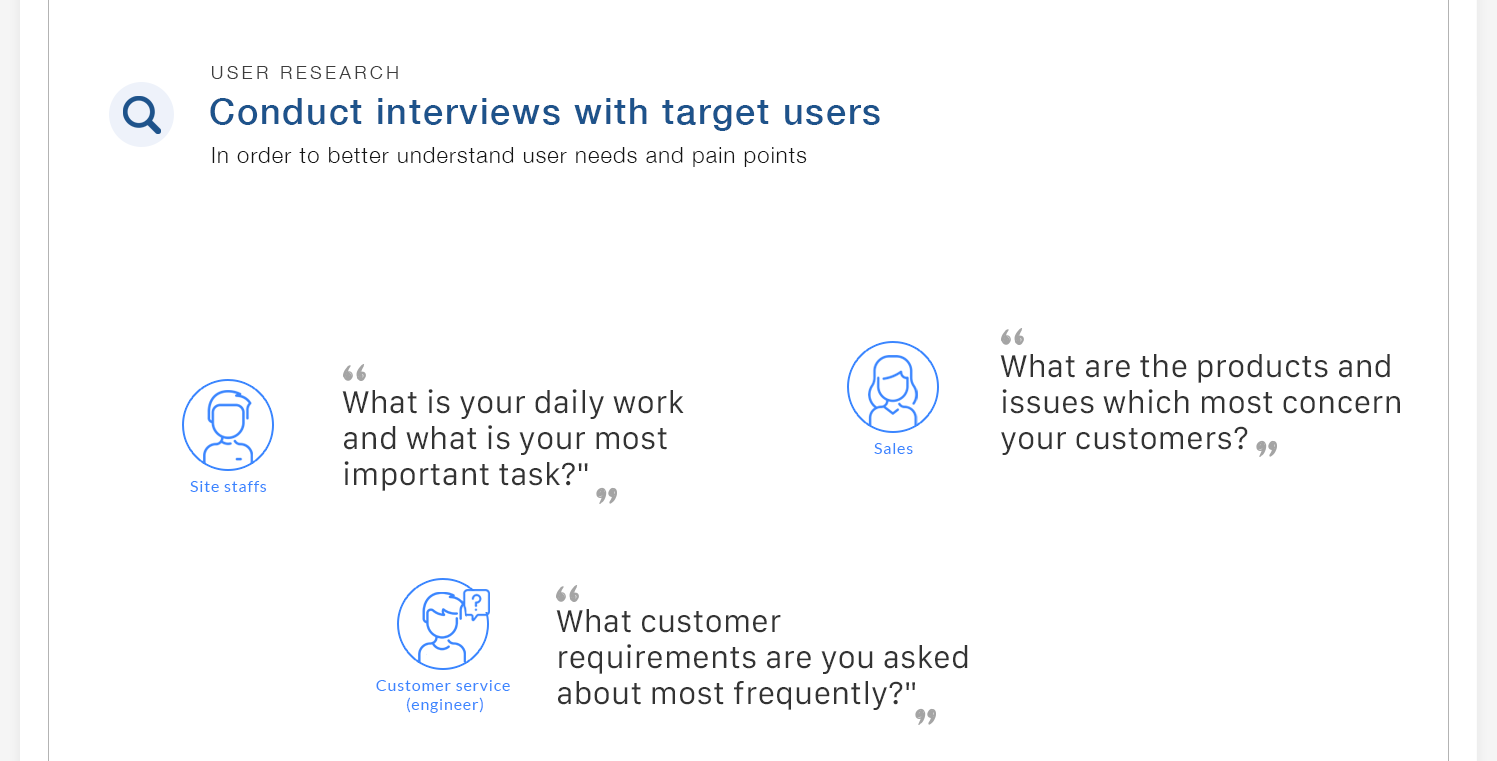 USER RESEARCH
Conduct interviews with target users
In order to better understand user needs and pain points
“
What is your daily work
and what is your most
important task?"
”
Site staffs
“
What are the products and
issues which most concern
your customers? ”
Sales
?
“
What customer
requirements are you asked
about most frequently?"
”
Customer service
(engineer)